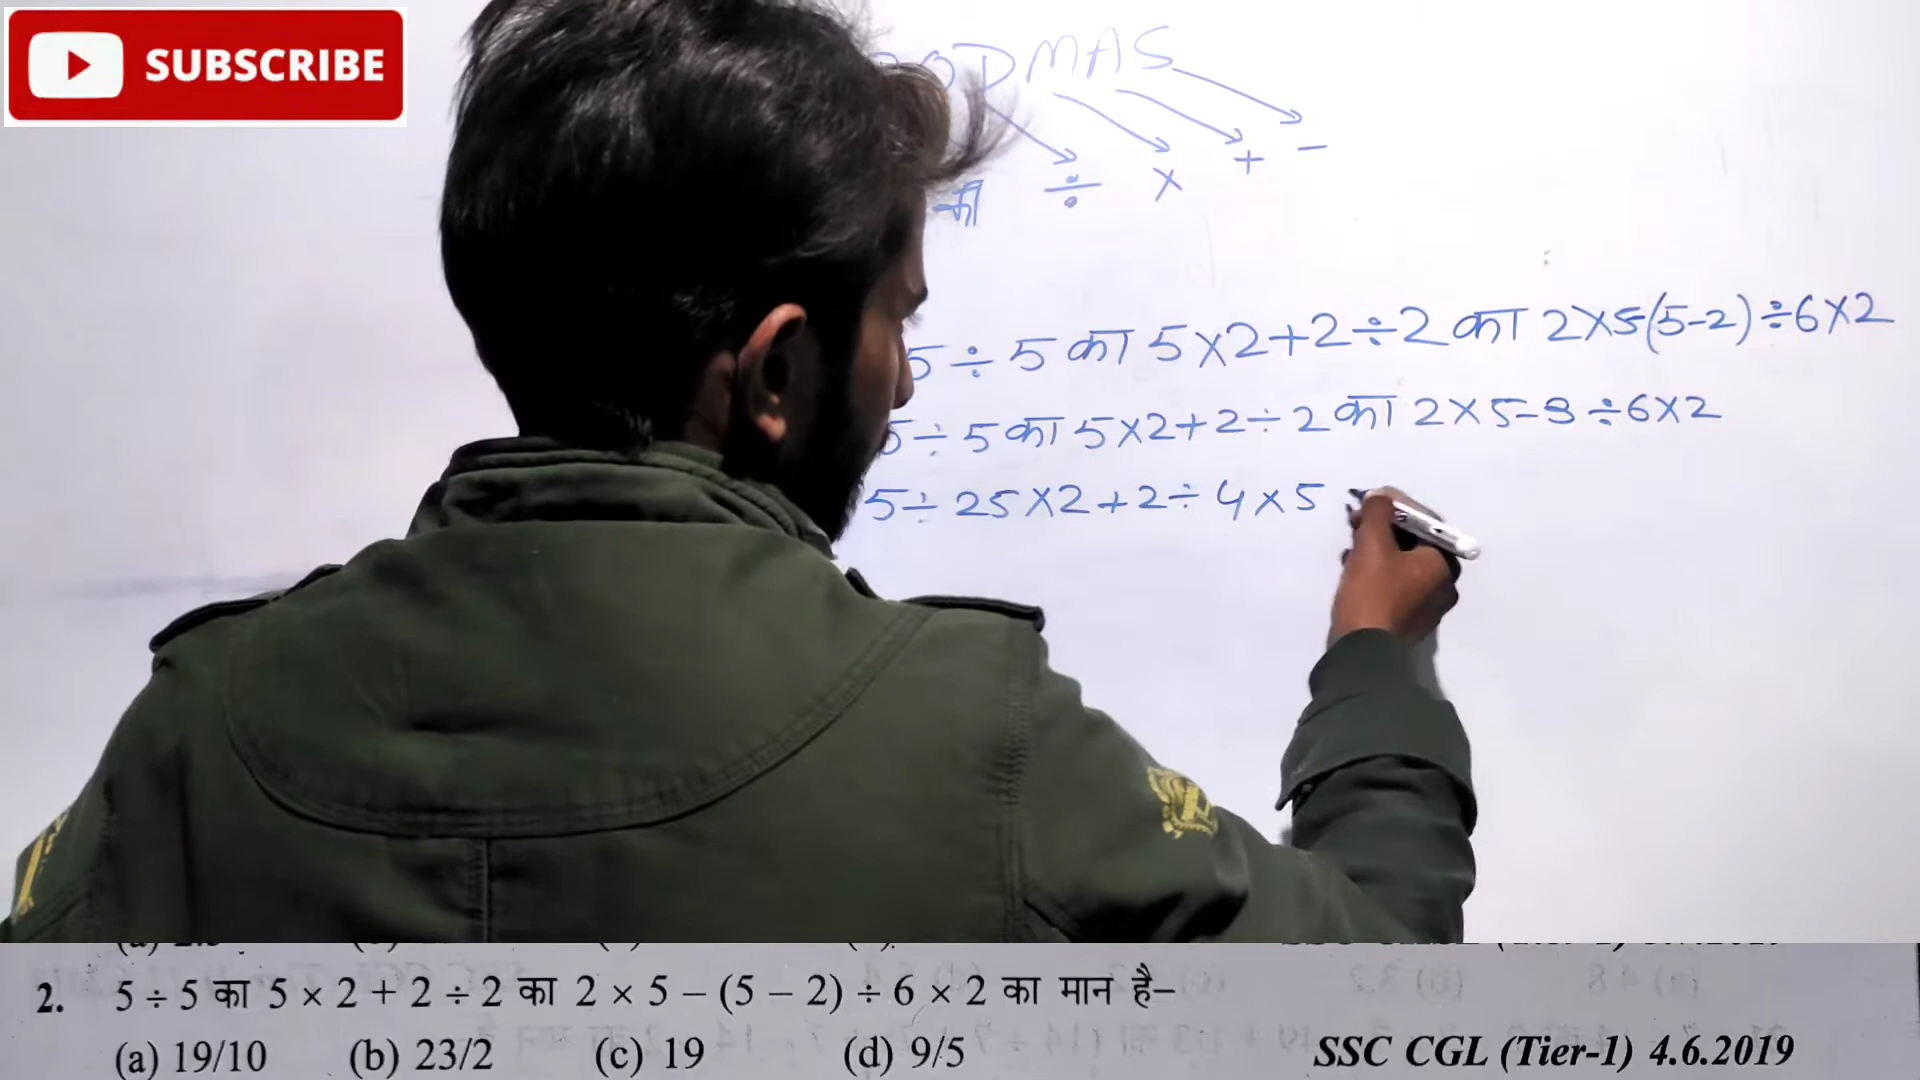 SUBSCRIBE
ODMAS
÷ × + −
5 ÷ 5 का 5 × 2 + 2 ÷ 2 का 2 × 5 - (5-2) ÷ 6 × 2
5 ÷ 5 का 5 × 2 + 2 ÷ 2 का 2 × 5 - 3 ÷ 6 × 2
5 ÷ 25 × 2 + 2 ÷ 4 × 5
2. 5 ÷ 5 का 5 × 2 + 2 ÷ 2 का 2 × 5 – (5 – 2) ÷ 6 × 2 का मान है–
(a) 19/10 (b) 23/2 (c) 19 (d) 9/5 SSC CGL (Tier-1) 4.6.2019